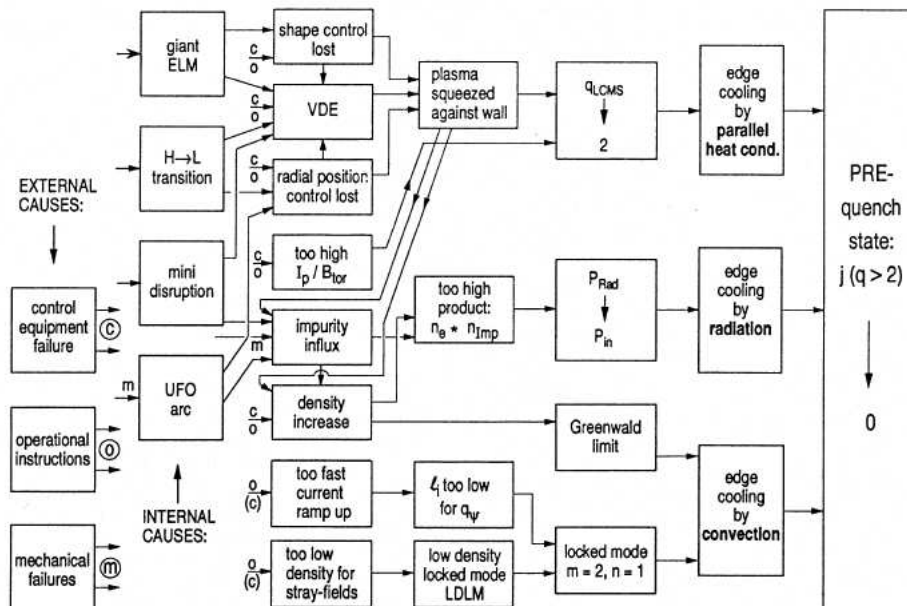 EXTERNAL
CAUSES:
control
equipment
failure
c
operational
instructions
o
mechanical
failures
m
giant
ELM
H→L
transition
mini
disruption
m
UFO
arc
INTERNAL
CAUSES:
c
o
shape control
lost
c
o
VDE
c
o
radial position:
control lost
c
o
too high
I_p / B_tor
m
impurity
influx
c
o
density
increase
o
(c)
too fast
current
ramp up
o
(c)
too low
density for
stray-fields
plasma
squeezed
against wall
too high
product:
n_e * n_Imp
ℓ_i too low
for q_ψ
low density
locked mode
LDLM
q_LCMS
2
P_Rad
P_in
Greenwald
limit
locked mode
m = 2, n = 1
edge
cooling
by
parallel
heat cond.
edge
cooling
by
radiation
edge
cooling
by
convection
PRE-
quench
state:
j (q > 2)
0